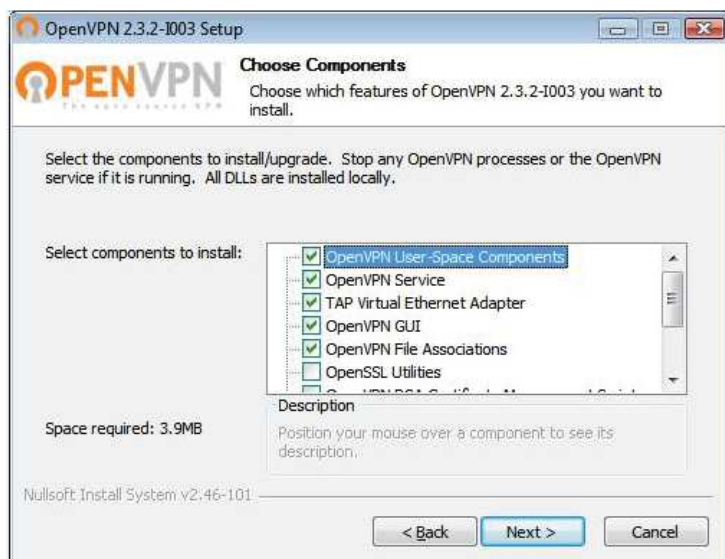 OpenVPN 2.3.2-I003 Setup
OPENVPN
Choose Components
Choose which features of OpenVPN 2.3.2-I003 you want to
install.
Select the components to install/upgrade. Stop any OpenVPN processes or the OpenVPN
service if it is running. All DLLs are installed locally.
Select components to install:
OpenVPN User-Space Components
OpenVPN Service
TAP Virtual Ethernet Adapter
OpenVPN GUI
OpenVPN File Associations
OpenSSL Utilities
Space required: 3.9MB
Description
Position your mouse over a component to see its
description.
Nullsoft Install System v2.46-101
< Back
Next >
Cancel